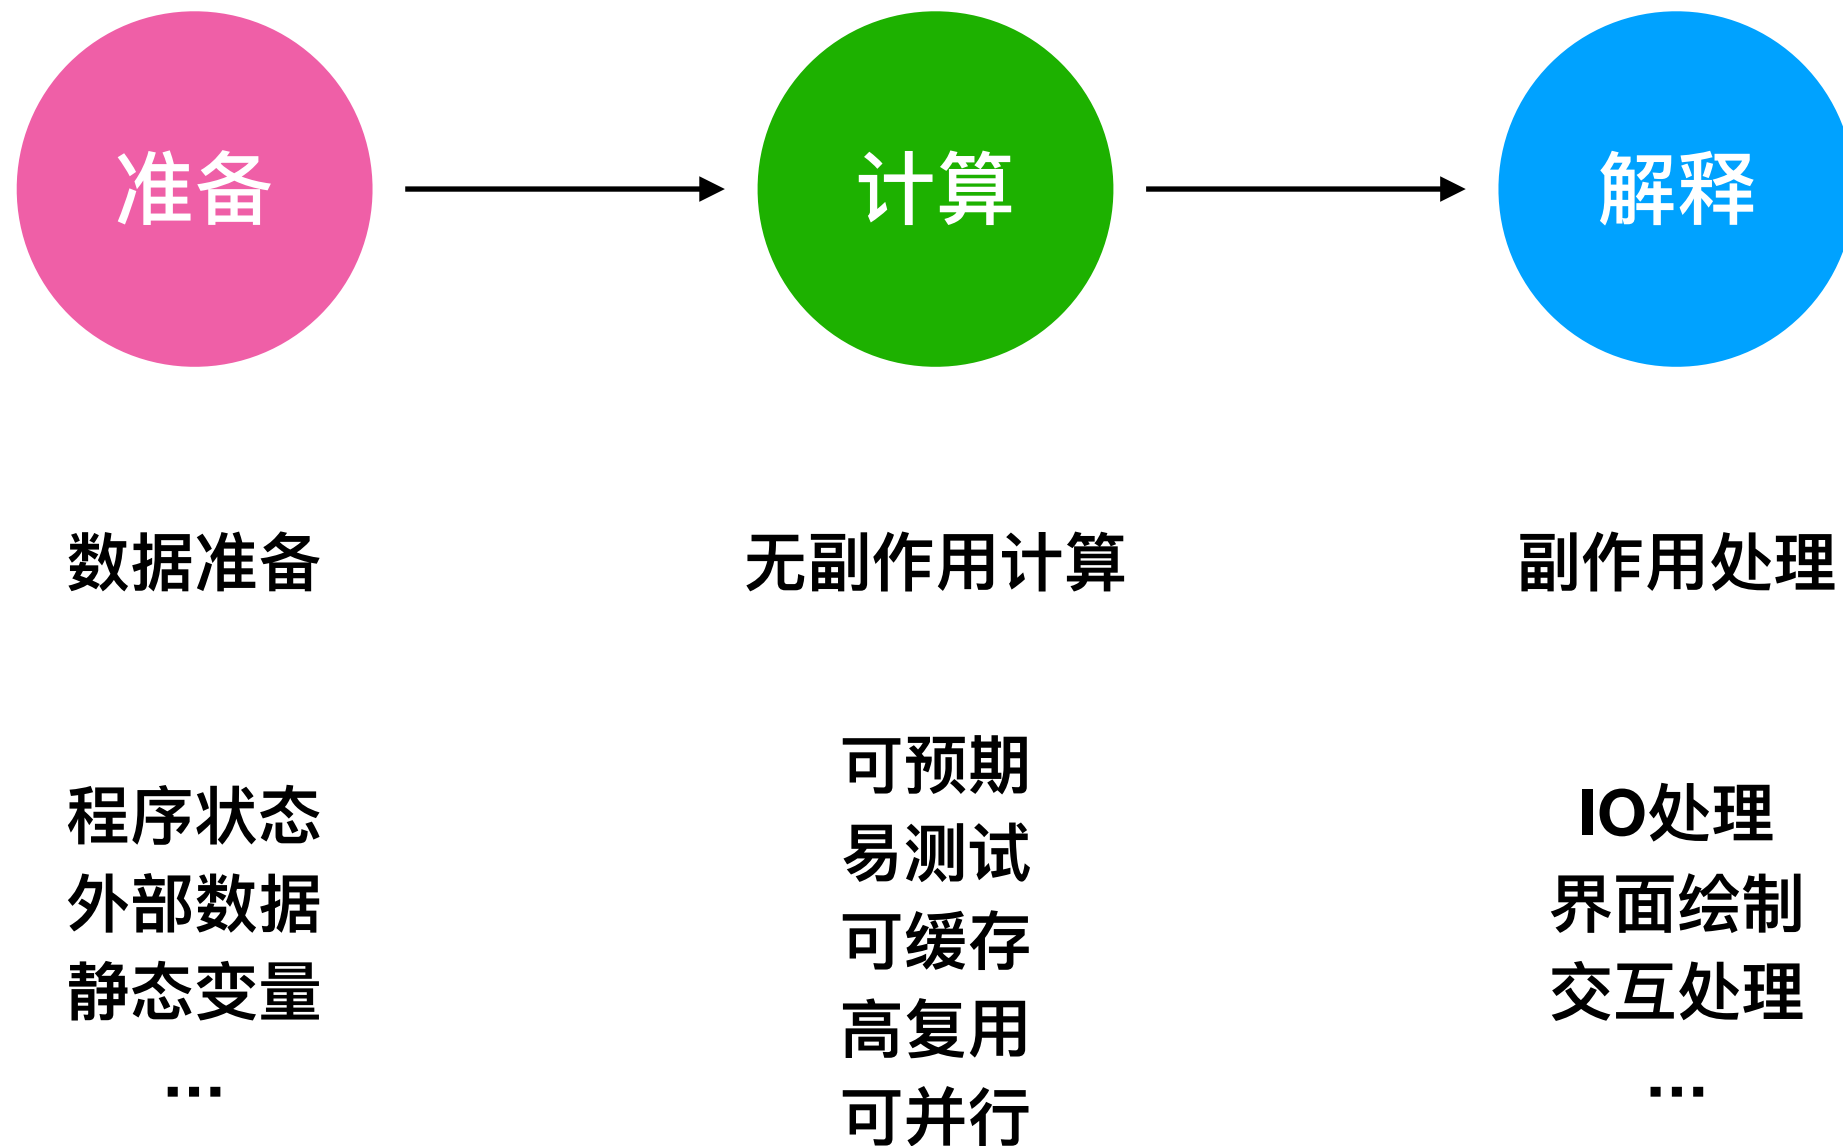 准备
计算
解释
数据准备
无副作用计算
副作用处理
程序状态
外部数据
静态变量
...
可预期
易测试
可缓存
高复用
可并行
IO处理
界面绘制
交互处理
...